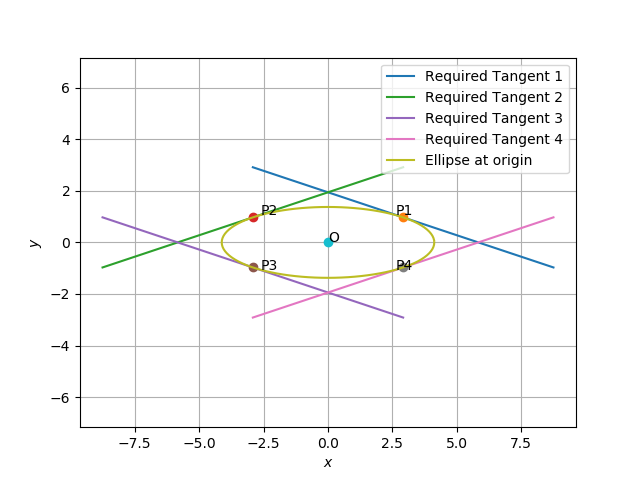 Required Tangent 1
Required Tangent 2
Required Tangent 3
Required Tangent 4
Ellipse at origin
6
4
2
0
−2
−4
−6
y
P2
P1
O
P3
P4
−7.5
−5.0
−2.5
0.0
2.5
5.0
7.5
x